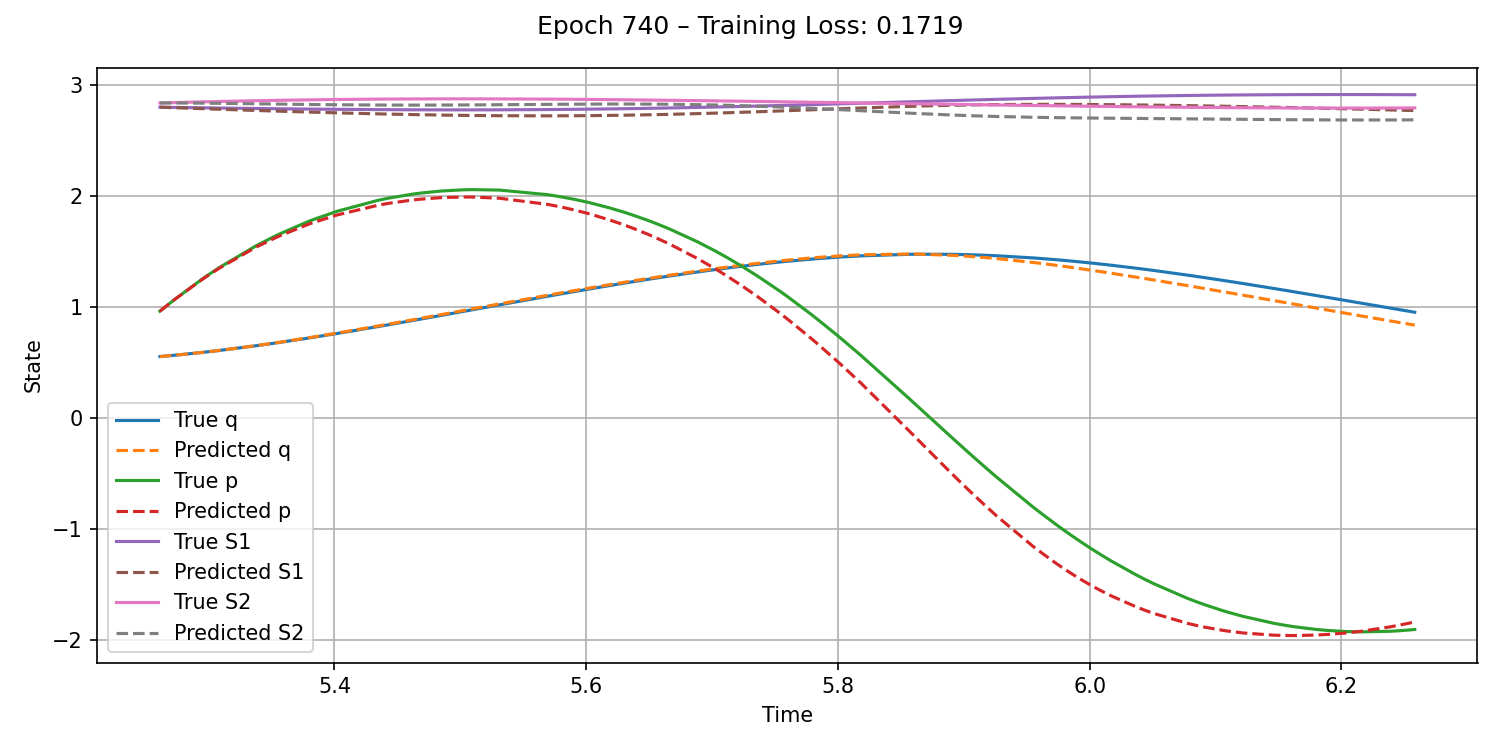 Epoch 740 – Training Loss: 0.1719
3
2
1
0
−1
−2
State
True q
Predicted q
True p
Predicted p
True S1
Predicted S1
True S2
Predicted S2
5.4
5.6
5.8
6.0
6.2
Time